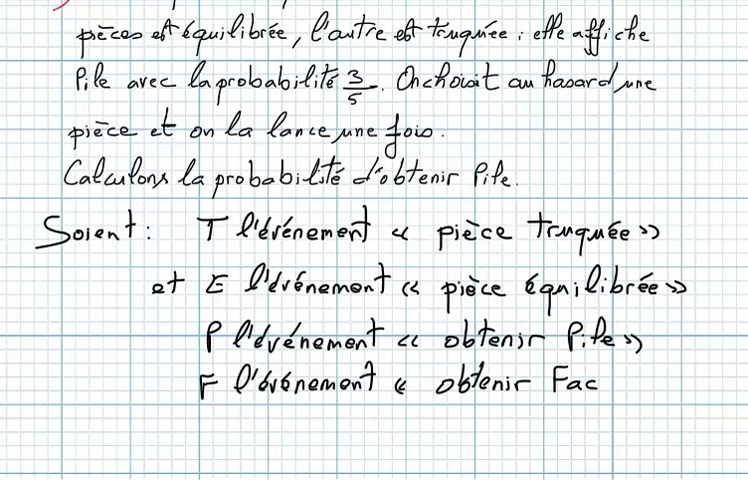 pièces est équilibrée, l'autre est truquée ; elle affiche
Pile avec la probabilité 3/5. On choisit au hasard une
pièce et on la lance une fois.
Calculons la probabilité d'obtenir Pile.
Soient : T l'événement « pièce truquée »
et E l'événement « pièce équilibrée »
P l'événement « obtenir Pile »
F l'événement « obtenir Fac